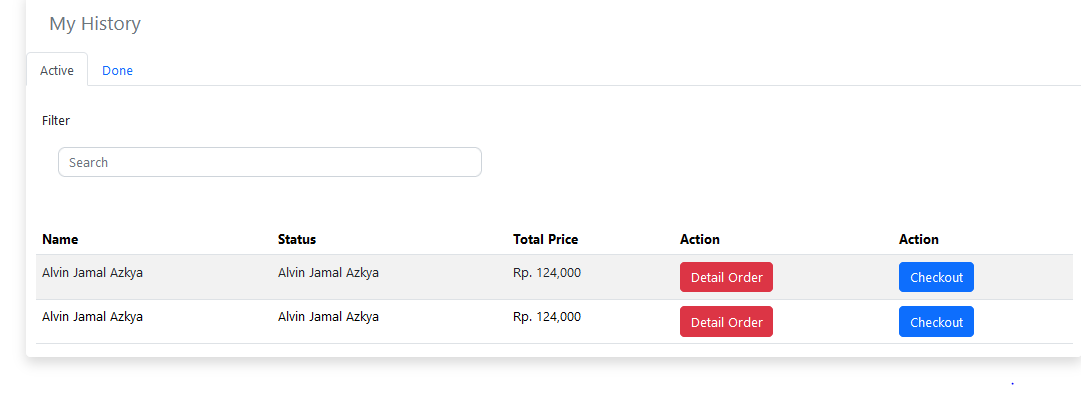 My History
Active Done
Filter
Search
Name Status Total Price Action Action
Alvin Jamal Azkya Alvin Jamal Azkya Rp. 124,000 Detail Order Checkout
Alvin Jamal Azkya Alvin Jamal Azkya Rp. 124,000 Detail Order Checkout